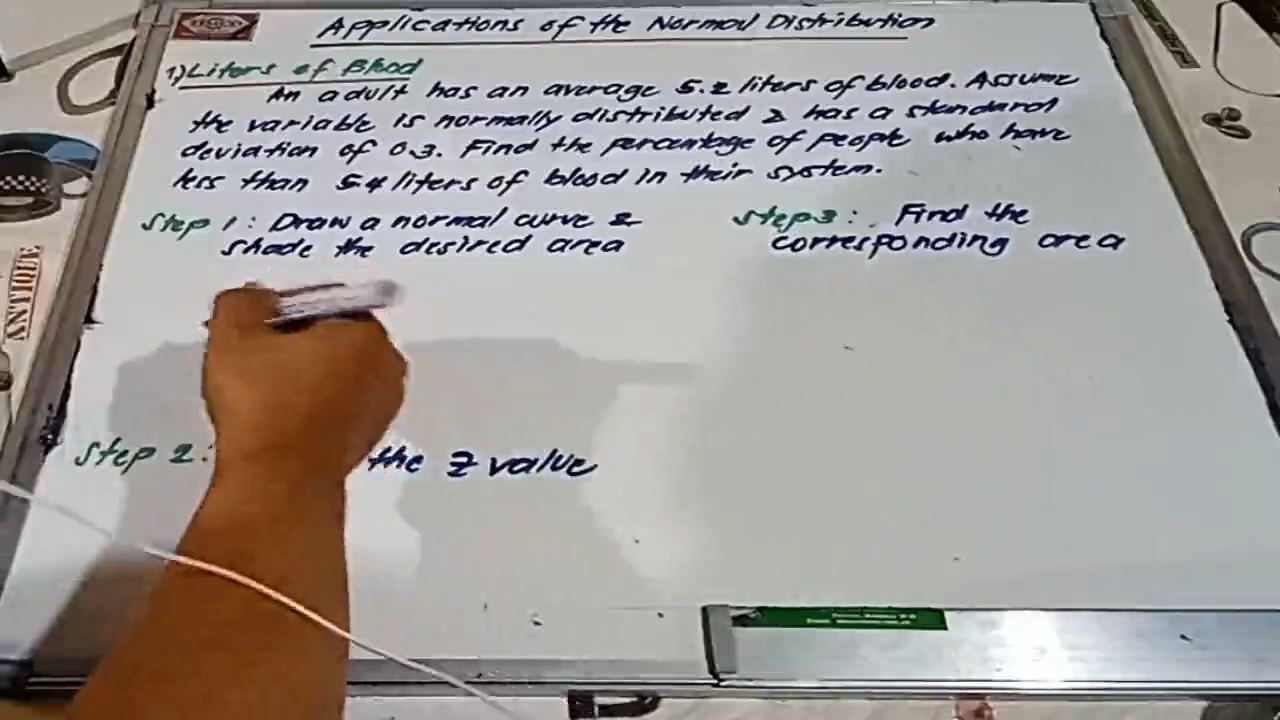 Applications of the Normal Distribution
1) Liters of Blood
An adult has an average 5.2 liters of blood. Assume
the variable is normally distributed & has a standard
deviation of 0.3. Find the percentage of people who have
less than 5.4 liters of blood in their system.
Step 1: Draw a normal curve &
shade the desired area
Step 3: Find the
corresponding area
Step 2: the z value
ANTIQUE